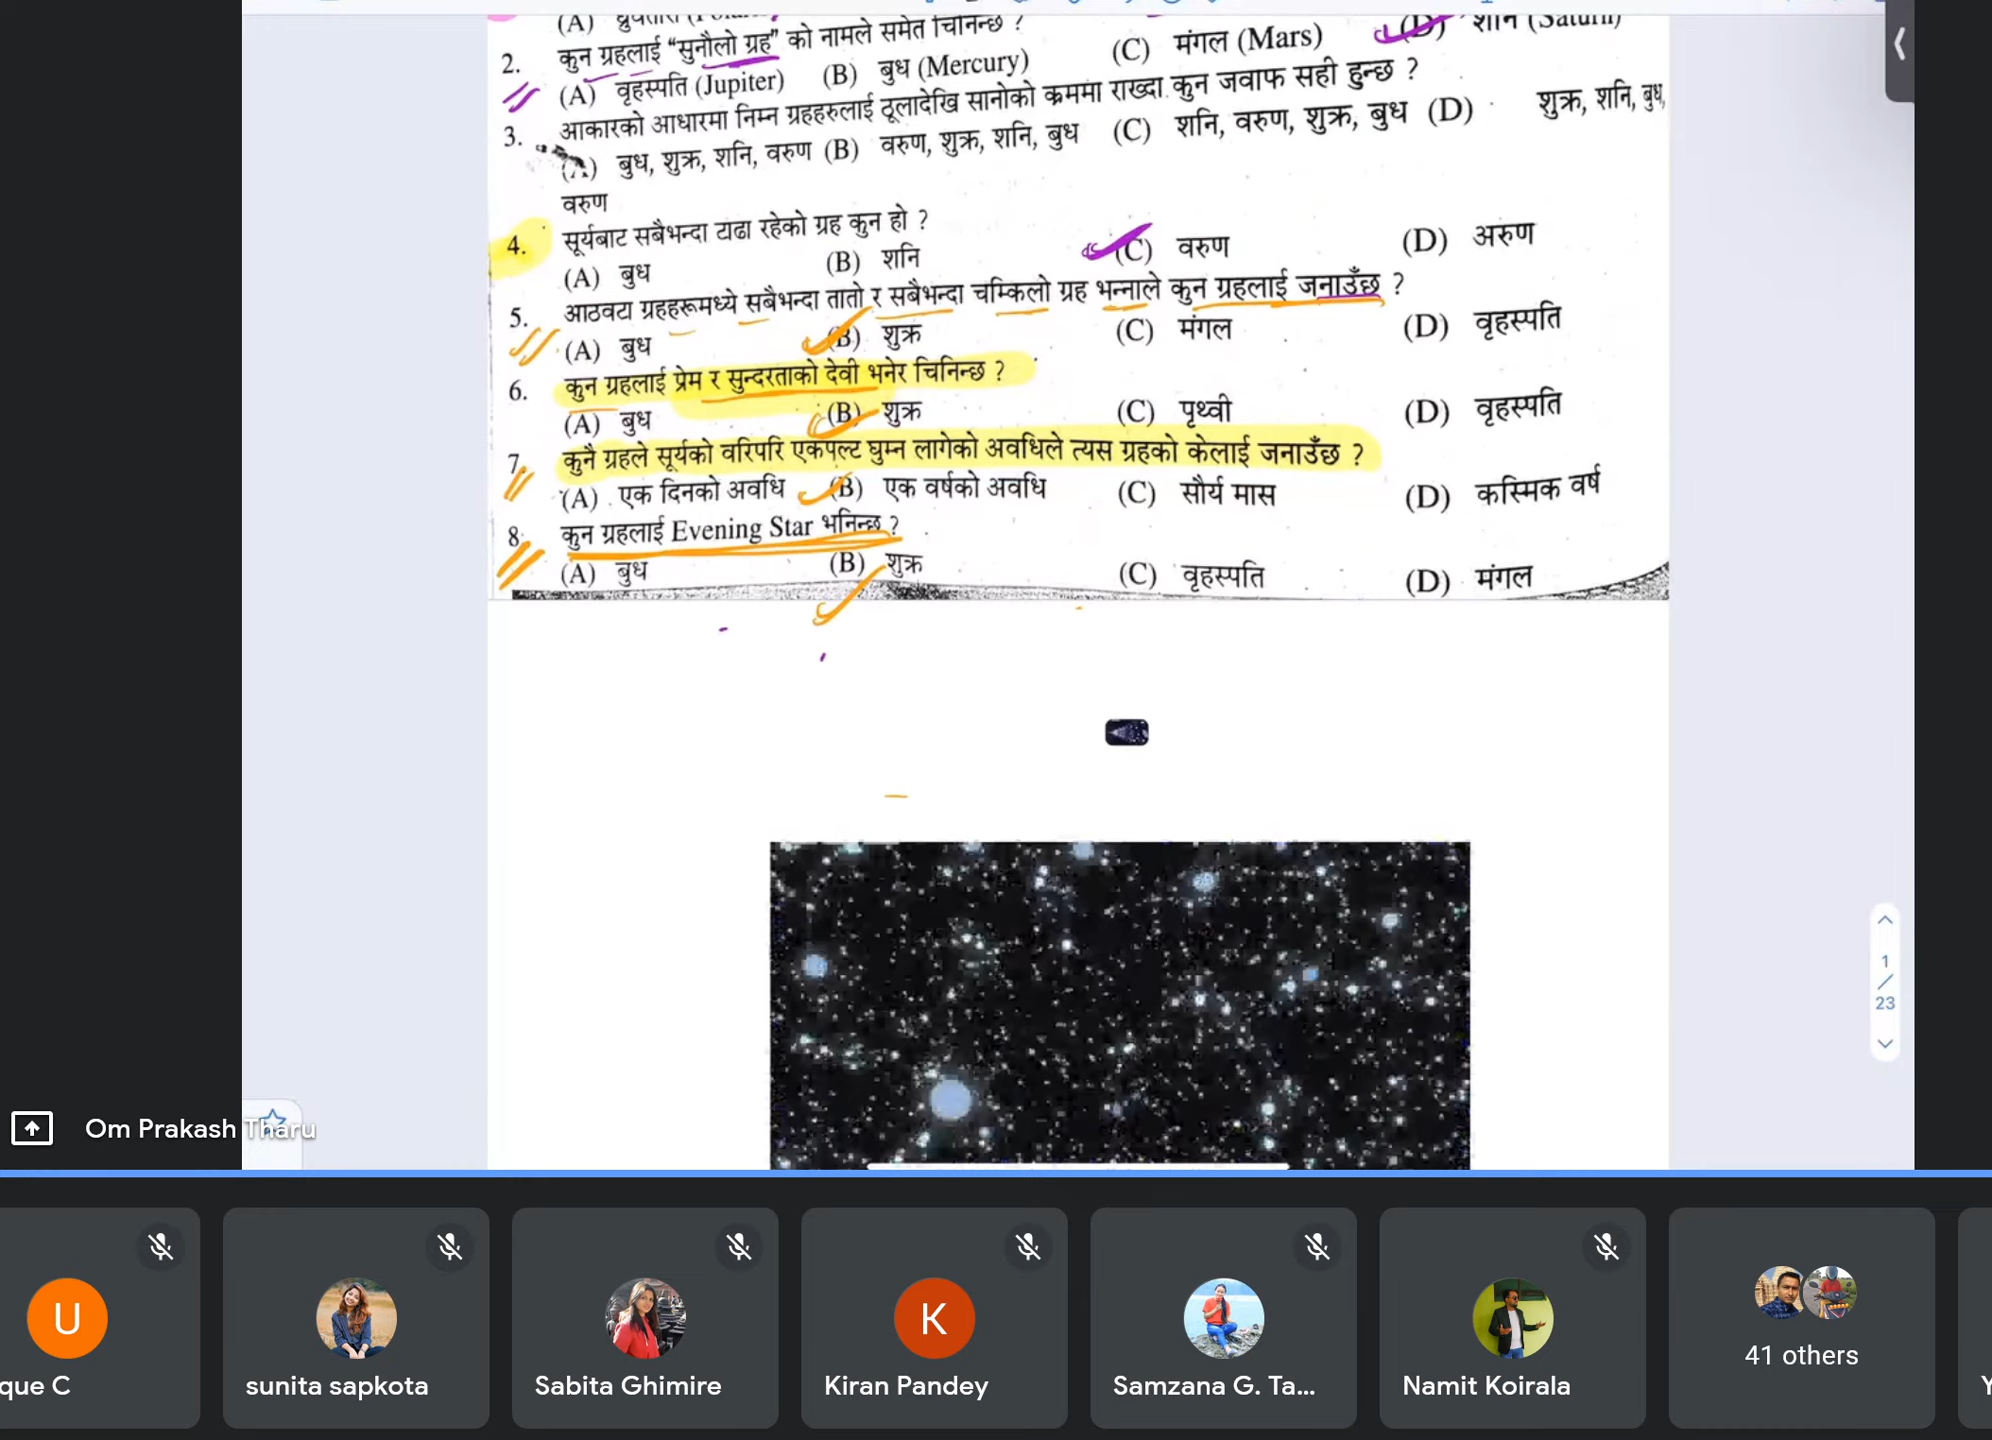 (A) ध्रुवतारा
2. कुन ग्रहलाई “सुनौलो ग्रह” को नामले समेत चिनिन्छ ?
(A) वृहस्पति (Jupiter) (B) बुध (Mercury) (C) मंगल (Mars) (D) शनि (Saturn)
3. आकारको आधारमा निम्न ग्रहहरुलाई ठूलादेखि सानोको क्रममा राख्दा कुन जवाफ सही हुन्छ ?
(A) बुध, शुक्र, शनि, वरुण (B) वरुण, शुक्र, शनि, बुध (C) शनि, वरुण, शुक्र, बुध (D) शुक्र, शनि, बुध,
वरुण
4. सूर्यबाट सबैभन्दा टाढा रहेको ग्रह कुन हो ?
(A) बुध (B) शनि (C) वरुण (D) अरुण
5. आठवटा ग्रहहरूमध्ये सबैभन्दा तातो र सबैभन्दा चम्किलो ग्रह भन्नाले कुन ग्रहलाई जनाउँछ ?
(A) बुध (B) शुक्र (C) मंगल (D) वृहस्पति
6. कुन ग्रहलाई प्रेम र सुन्दरताको देवी भनेर चिनिन्छ ?
(A) बुध (B) शुक्र (C) पृथ्वी (D) वृहस्पति
7. कुनै ग्रहले सूर्यको वरिपरि एकपल्ट घुम्न लागेको अवधिले त्यस ग्रहको केलाई जनाउँछ ?
(A) एक दिनको अवधि (B) एक वर्षको अवधि (C) सौर्य मास (D) कस्मिक वर्ष
8. कुन ग्रहलाई Evening Star भनिन्छ ?
(A) बुध (B) शुक्र (C) वृहस्पति (D) मंगल
1
/
23
Om Prakash Tharu
U
K
que C
sunita sapkota
Sabita Ghimire
Kiran Pandey
Samzana G. Ta...
Namit Koirala
41 others
Y